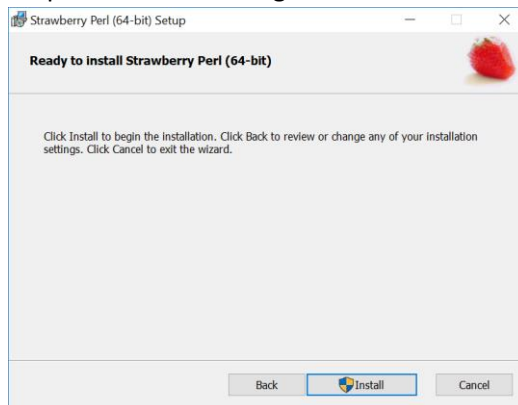 Strawberry Perl (64-bit) Setup
Ready to install Strawberry Perl (64-bit)
Click Install to begin the installation. Click Back to review or change any of your installation
settings. Click Cancel to exit the wizard.
Back Install Cancel